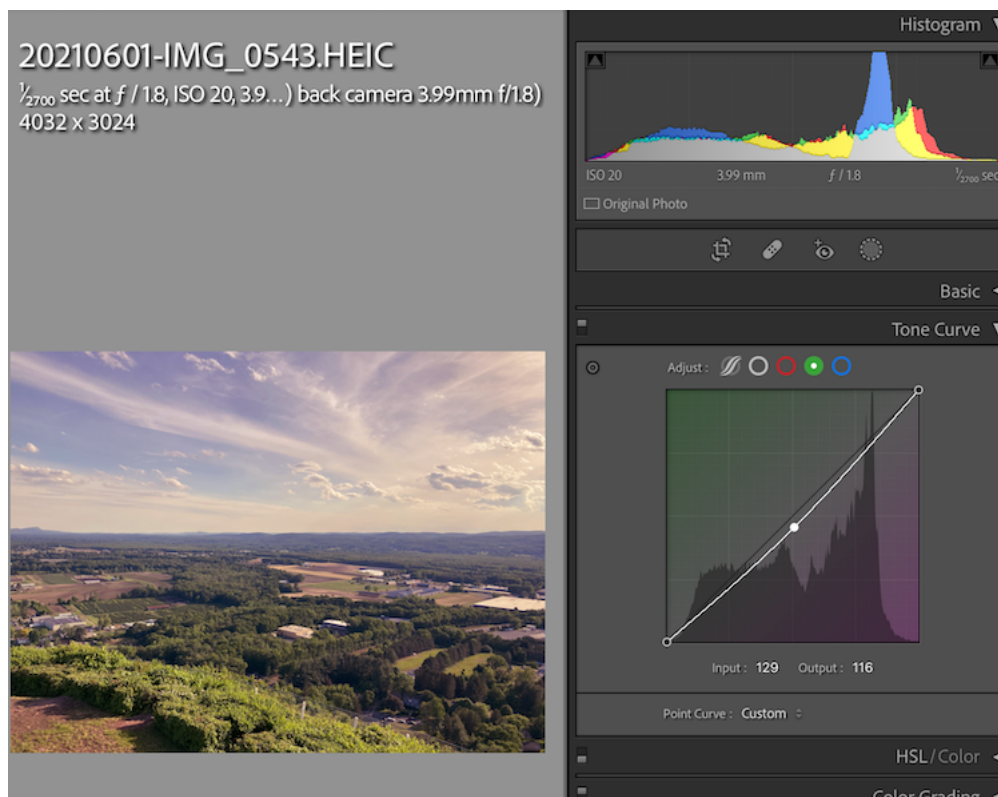 20210601-IMG_0543.HEIC
1/2700 sec at ƒ / 1.8, ISO 20, 3.9...) back camera 3.99mm f/1.8)
4032 x 3024
Histogram
ISO 20 3.99 mm ƒ / 1.8 1/2700 sec
Original Photo
Basic
Tone Curve
Adjust :
Input : 129 Output : 116
Point Curve : Custom
HSL / Color
Color Grading